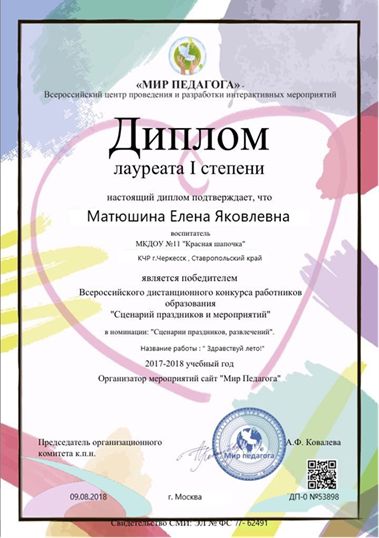 «МИР ПЕДАГОГА» -
Всероссийский центр проведения и разработки интерактивных мероприятий
Диплом
лауреата I степени
настоящий диплом подтверждает, что
Матюшина Елена Яковлевна
воспитатель
МКДОУ №11 "Красная шапочка"
КЧР г.Черкесск , Ставропольский край
является победителем
Всероссийского дистанционного конкурса работников
образования
"Сценарий праздников и мероприятий"
в номинации: "Сценарии праздников, развлечений".
Название работы : " Здравствуй лето!"
2017-2018 учебный год
Организатор мероприятий сайт "Мир Педагога"
Председатель организационного
комитета к.п.н.
Мир педагога
А.Ф. Ковалева
09.08.2018 г. Москва ДП-0 №53898
Свидетельство СМИ: ЭЛ № ФС 77- 62491